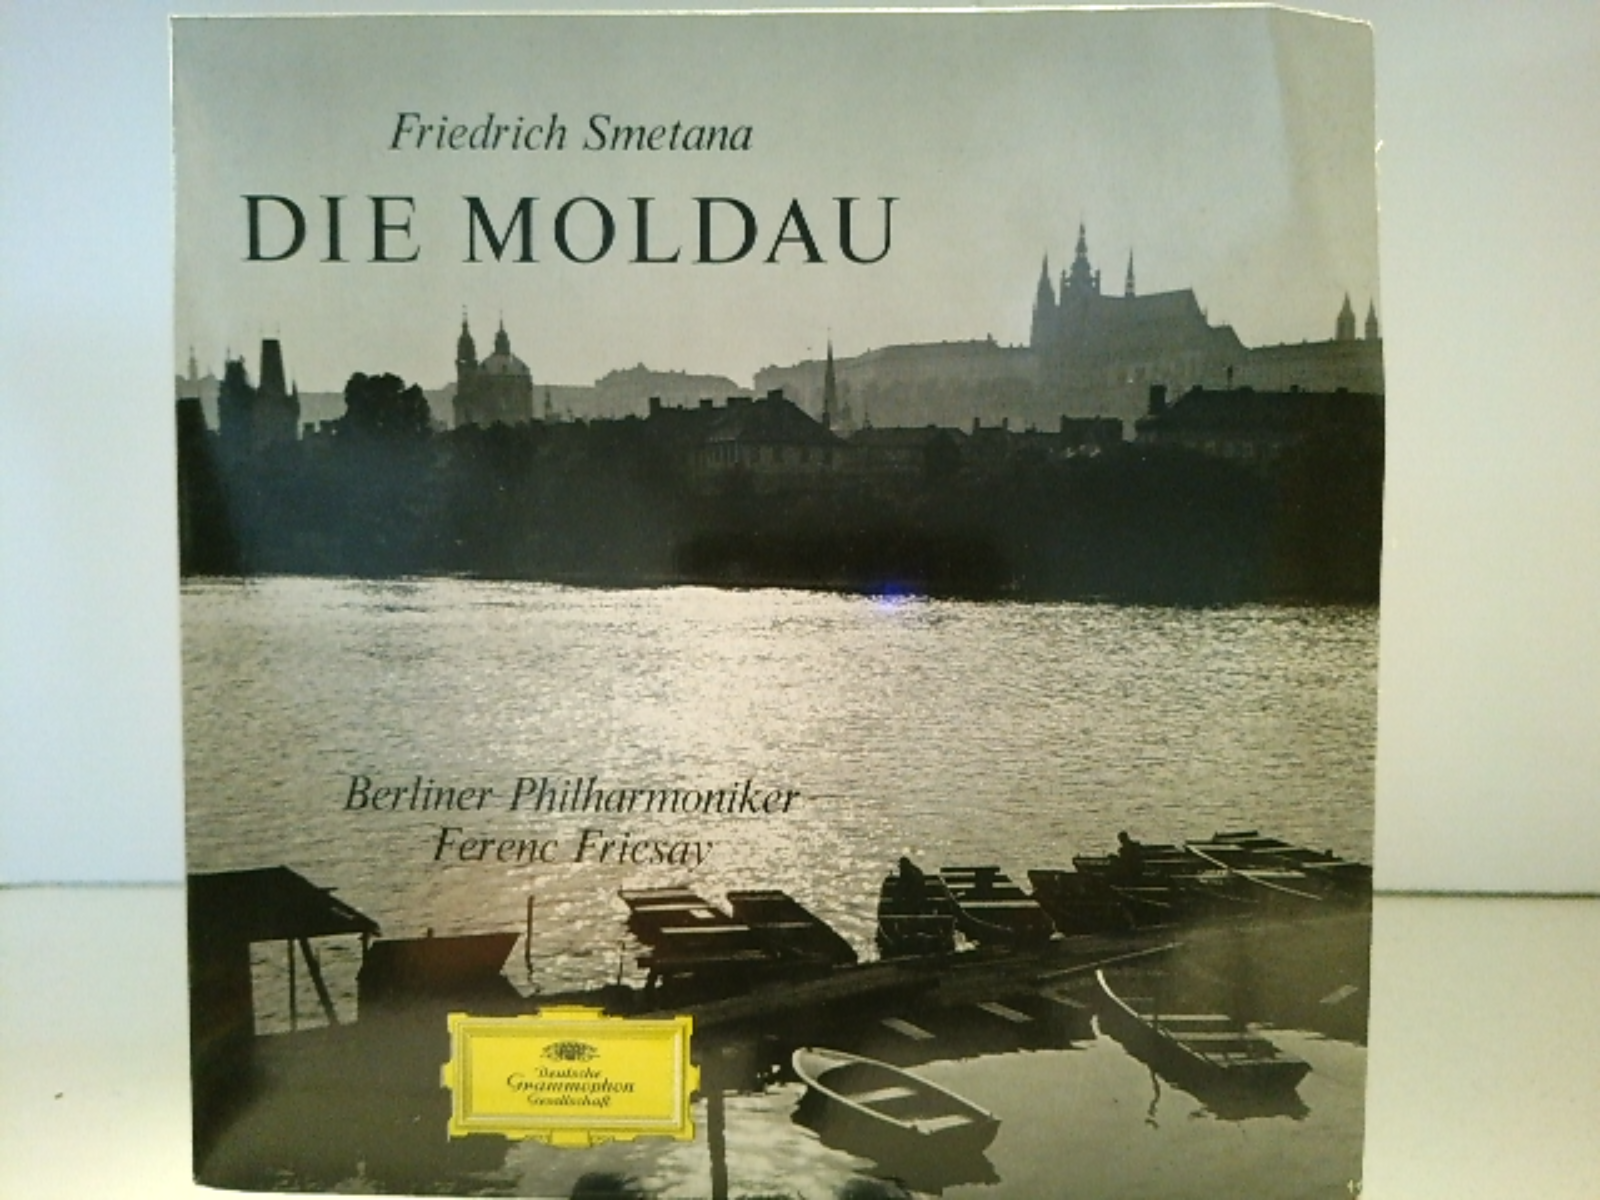 Friedrich Smetana
DIE MOLDAU
Berliner Philharmoniker
Ferenc Fricsay
Deutsche
Grammophon
Gesellschaft